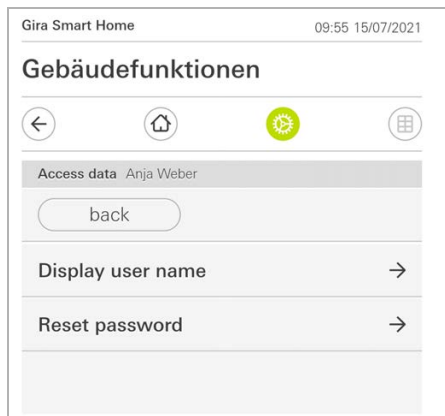 Gira Smart Home 09:55 15/07/2021
Gebäudefunktionen
Access data Anja Weber
back
Display user name
Reset password